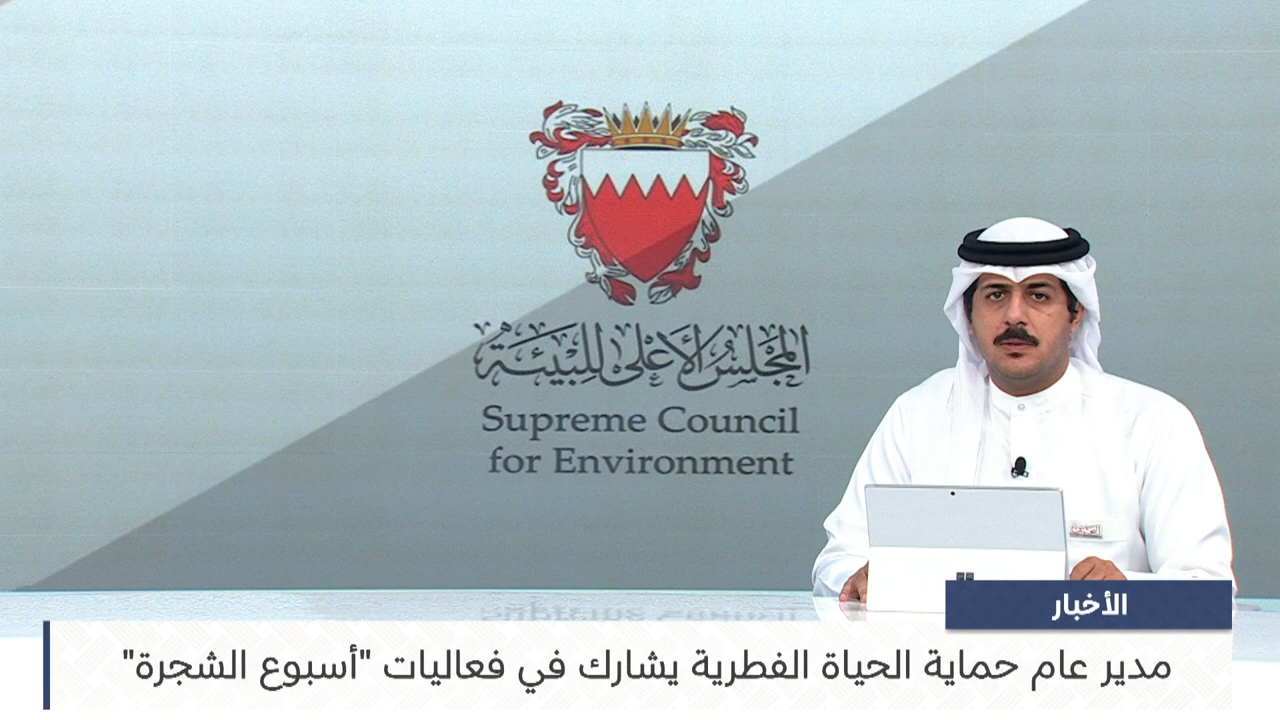 المجلس الأعلى للبيئة
Supreme Council
for Environment
الأخبار
مدير عام حماية الحياة الفطرية يشارك في فعاليات "أسبوع الشجرة"